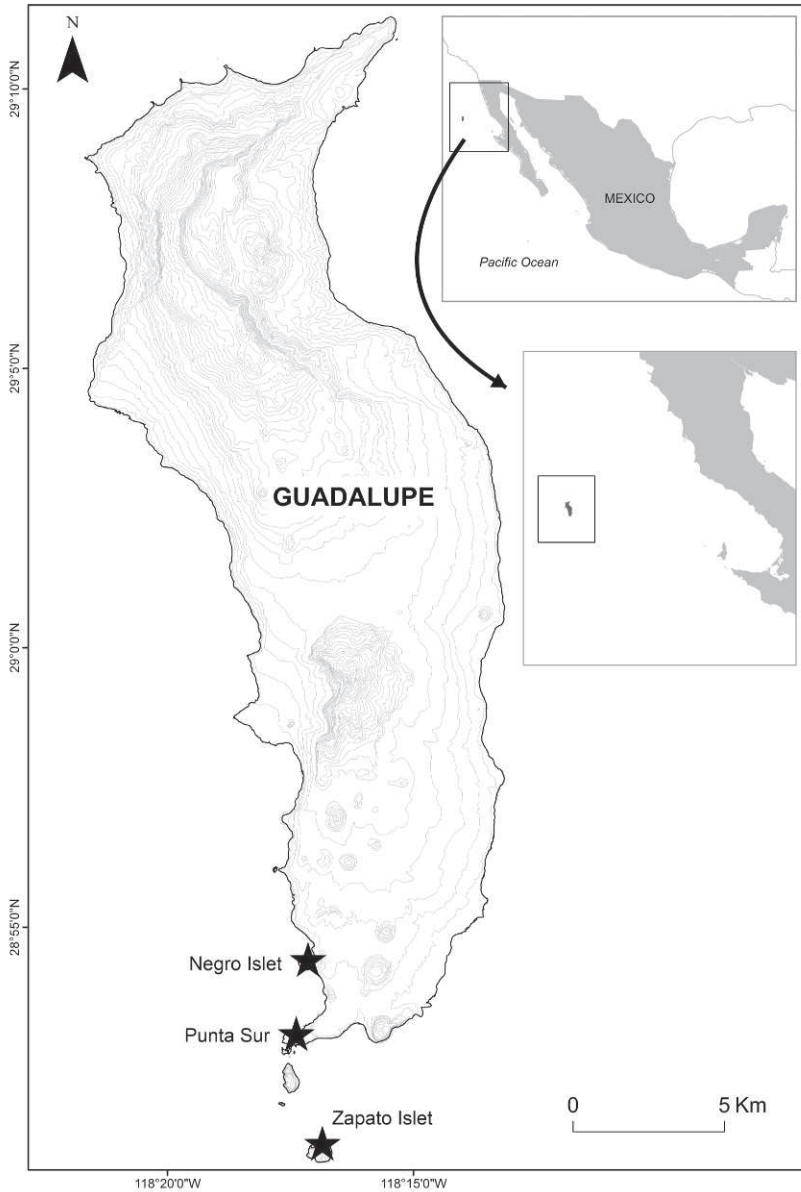 N
29°10'0"N
29°5'0"N
29°0'0"N
28°55'0"N
MEXICO
Pacific Ocean
GUADALUPE
Negro Islet
Punta Sur
Zapato Islet
0 5 Km
118°20'0"W 118°15'0"W